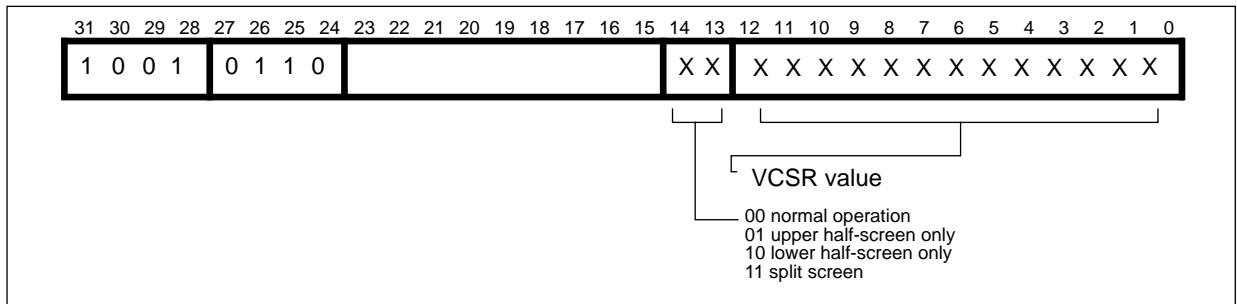 31 30 29 28 27 26 25 24 23 22 21 20 19 18 17 16 15 14 13 12 11 10 9 8 7 6 5 4 3 2 1 0
1 0 0 1 0 1 1 0 X X X X X X X X X X X X X X X
VCSR value
00 normal operation
01 upper half-screen only
10 lower half-screen only
11 split screen